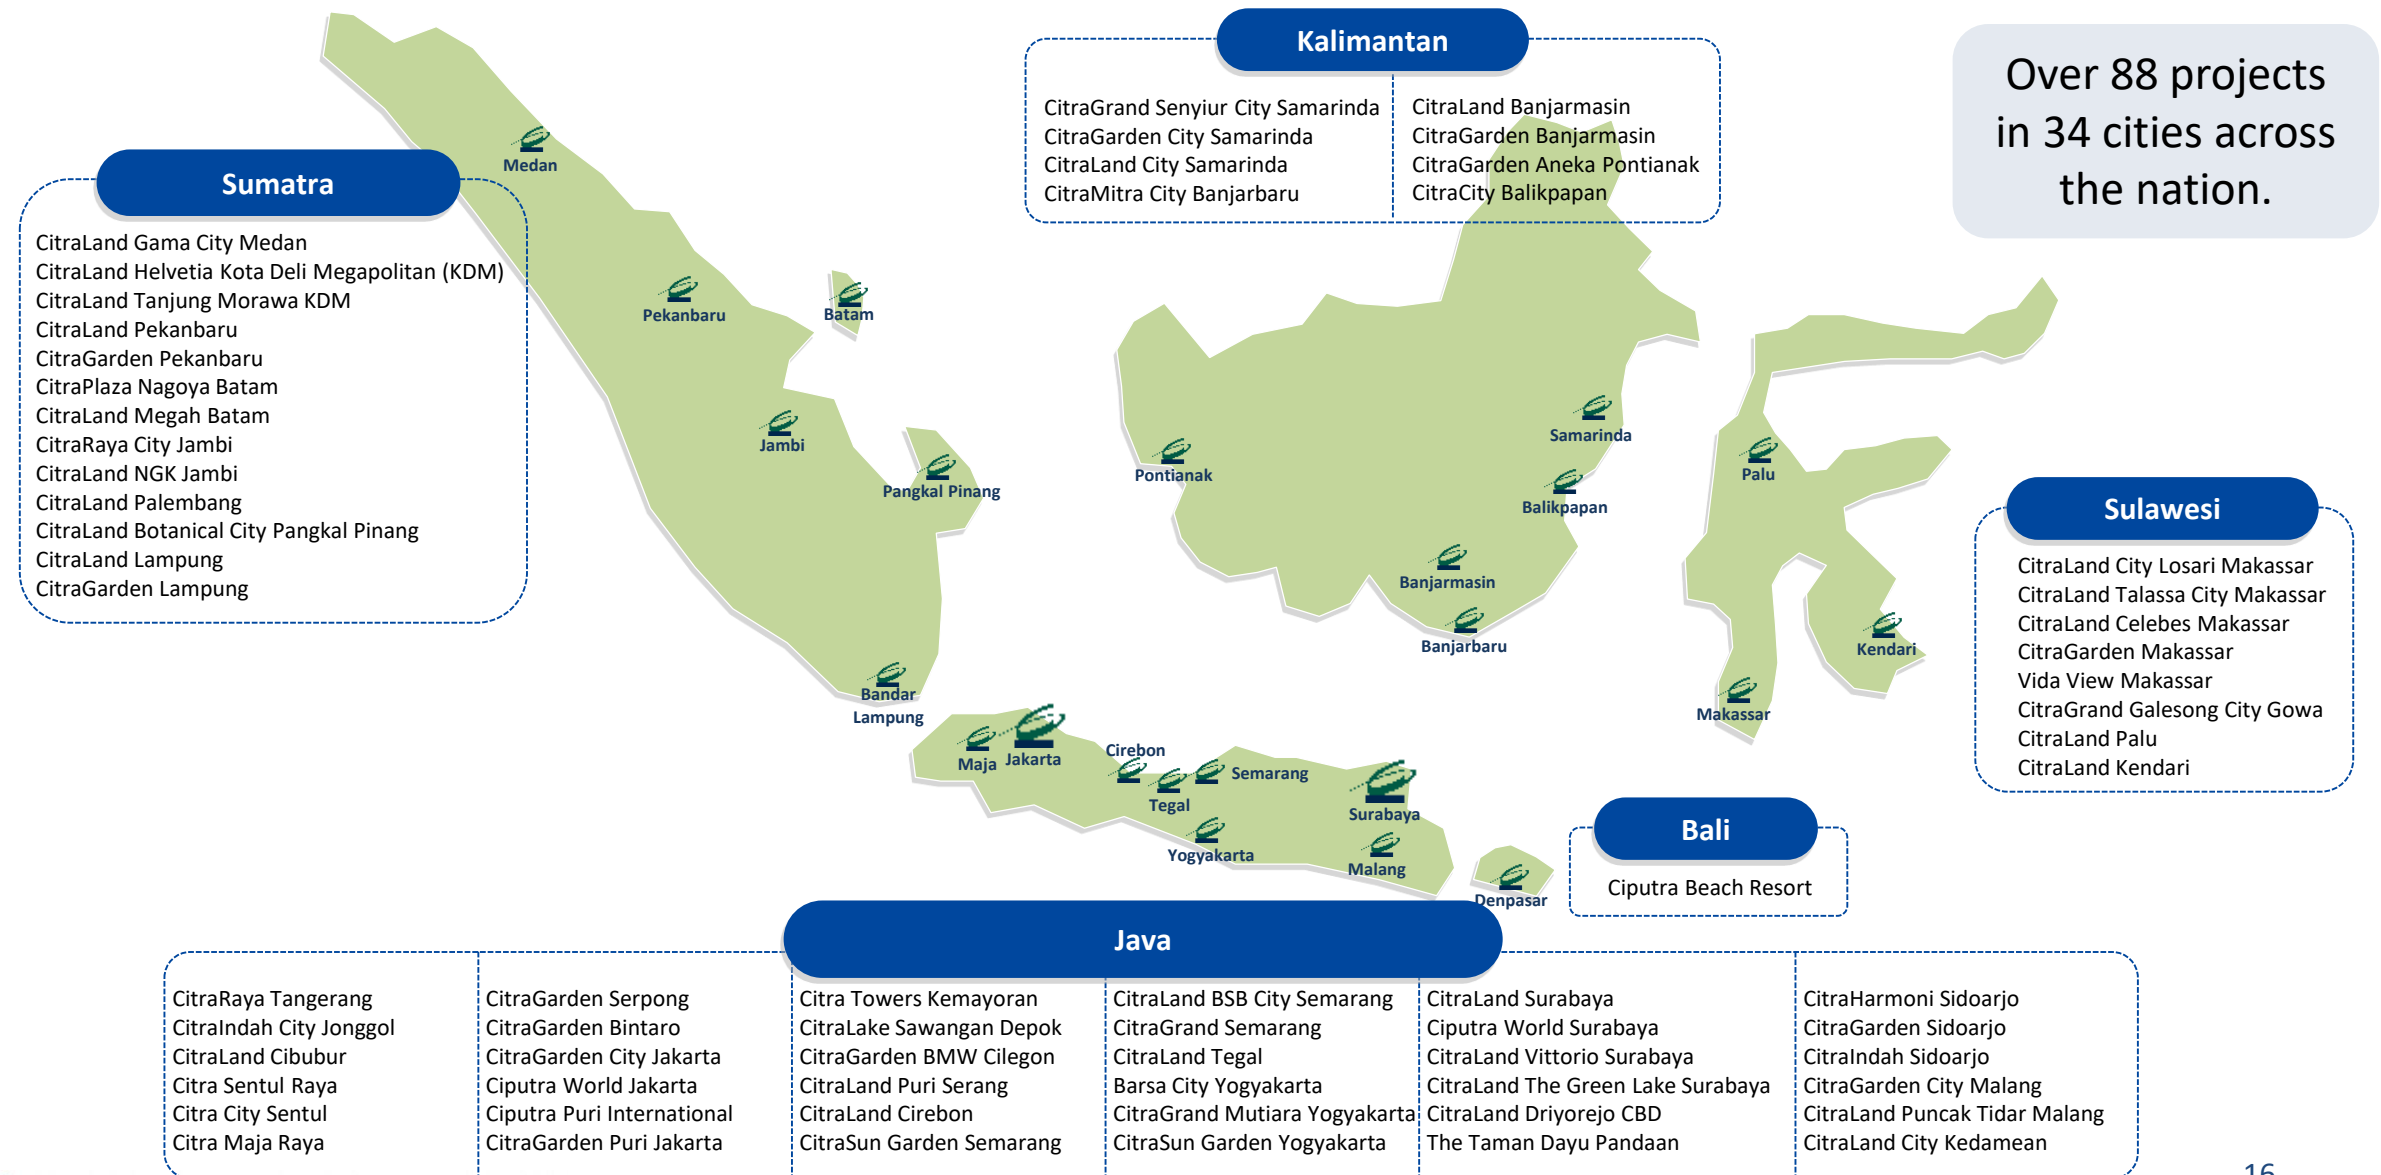 Kalimantan
CitraGrand Senyiur City Samarinda
CitraGarden City Samarinda
CitraLand City Samarinda
CitraMitra City Banjarbaru
CitraLand Banjarmasin
CitraGarden Banjarmasin
CitraGarden Aneka Pontianak
CitraCity Balikpapan
Over 88 projects
in 34 cities across
the nation.
Sumatra
CitraLand Gama City Medan
CitraLand Helvetia Kota Deli Megapolitan (KDM)
CitraLand Tanjung Morawa KDM
CitraLand Pekanbaru
CitraGarden Pekanbaru
CitraPlaza Nagoya Batam
CitraLand Megah Batam
CitraRaya City Jambi
CitraLand NGK Jambi
CitraLand Palembang
CitraLand Botanical City Pangkal Pinang
CitraLand Lampung
CitraGarden Lampung
Medan
Pekanbaru
Batam
Jambi
Pangkal Pinang
Bandar
Lampung
Pontianak
Samarinda
Balikpapan
Banjarmasin
Banjarbaru
Palu
Kendari
Makassar
Sulawesi
CitraLand City Losari Makassar
CitraLand Talassa City Makassar
CitraLand Celebes Makassar
CitraGarden Makassar
Vida View Makassar
CitraGrand Galesong City Gowa
CitraLand Palu
CitraLand Kendari
Maja
Jakarta
Cirebon
Tegal
Semarang
Yogyakarta
Surabaya
Malang
Denpasar
Bali
Ciputra Beach Resort
Java
CitraRaya Tangerang
CitraIndah City Jonggol
CitraLand Cibubur
Citra Sentul Raya
Citra City Sentul
Citra Maja Raya
CitraGarden Serpong
CitraGarden Bintaro
CitraGarden City Jakarta
Ciputra World Jakarta
Ciputra Puri International
CitraGarden Puri Jakarta
Citra Towers Kemayoran
CitraLake Sawangan Depok
CitraGarden BMW Cilegon
CitraLand Puri Serang
CitraLand Cirebon
CitraSun Garden Semarang
CitraLand BSB City Semarang
CitraGrand Semarang
CitraLand Tegal
Barsa City Yogyakarta
CitraGrand Mutiara Yogyakarta
CitraSun Garden Yogyakarta
CitraLand Surabaya
Ciputra World Surabaya
CitraLand Vittorio Surabaya
CitraLand The Green Lake Surabaya
CitraLand Driyorejo CBD
The Taman Dayu Pandaan
CitraHarmoni Sidoarjo
CitraGarden Sidoarjo
CitraIndah Sidoarjo
CitraGarden City Malang
CitraLand Puncak Tidar Malang
CitraLand City Kedamean
16